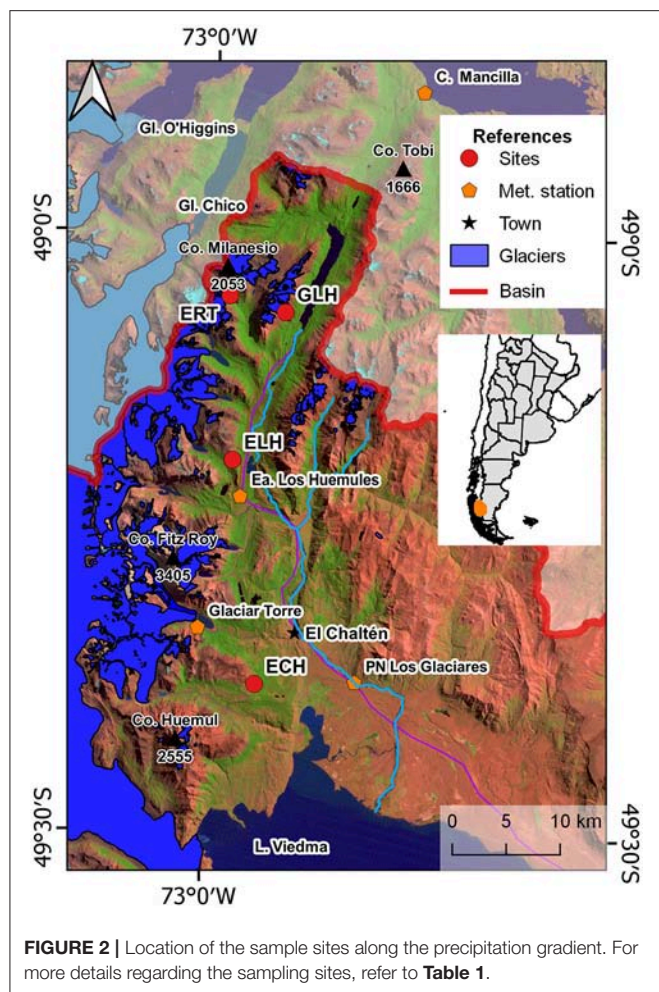 73°0'W
C. Mancilla
Gl. O'Higgins
Co. Tobi
1666
References
Sites
Met. station
Town
Glaciers
Basin
Gl. Chico
49°0'S
49°0'S
Co. Milanesio
2053
GLH
ERT
ELH
Ea. Los Huemules
Co. Fitz Roy
3405
Glaciar Torre
El Chaltén
PN Los Glaciares
ECH
Co. Huemul
2555
0 5 10 km
49°30'S
49°30'S
L. Viedma
73°0'W
FIGURE 2 | Location of the sample sites along the precipitation gradient. For
more details regarding the sampling sites, refer to Table 1.